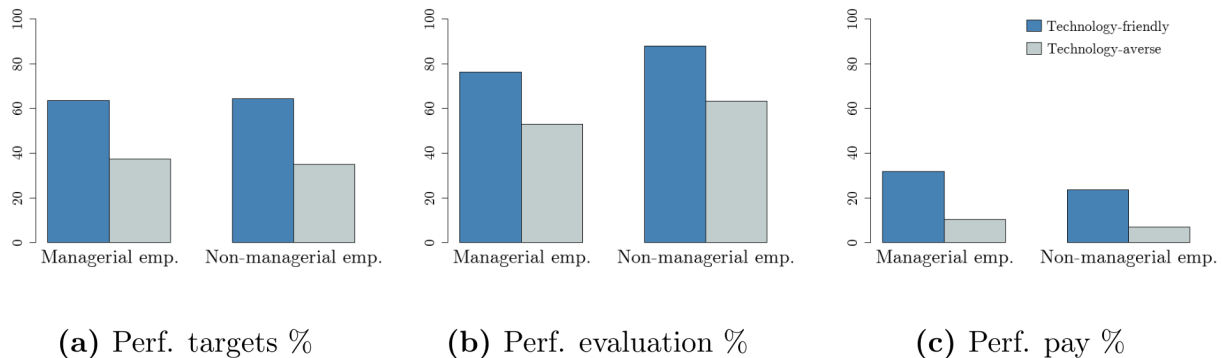 100
80
60
40
20
0
Managerial emp. Non-managerial emp.
(a) Perf. targets %
100
80
60
40
20
0
Managerial emp. Non-managerial emp.
(b) Perf. evaluation %
100
80
60
40
20
0
Technology-friendly
Technology-averse
Managerial emp. Non-managerial emp.
(c) Perf. pay %